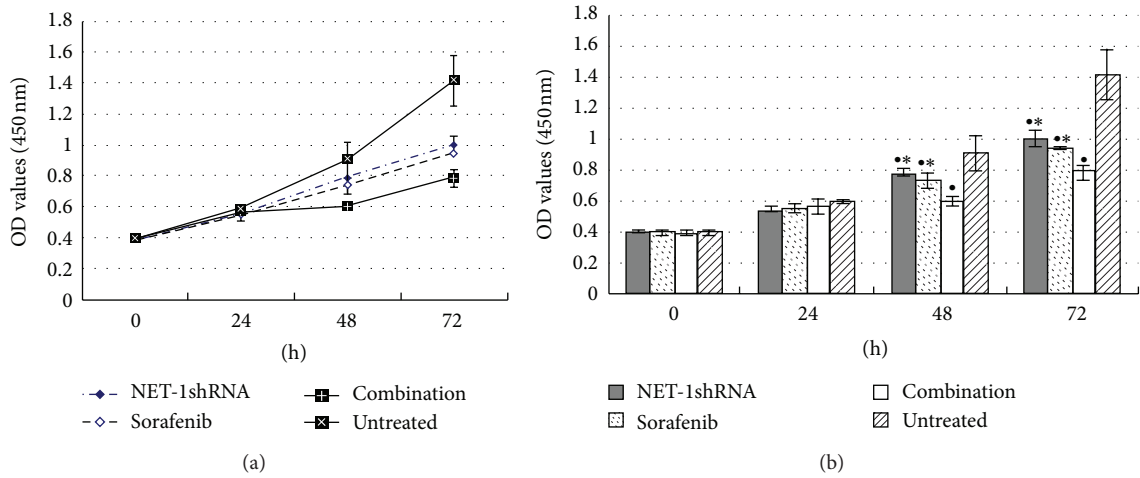 1.8
1.6
1.4
1.2
1
0.8
0.6
0.4
0.2
0
OD values (450 nm)
0 24 48 72
(h)
NET-1shRNA
Sorafenib
Combination
Untreated
(a)
1.8
1.6
1.4
1.2
1
0.8
0.6
0.4
0.2
0
OD values (450 nm)
•* •* •
•* •* •
0 24 48 72
(h)
NET-1shRNA
Sorafenib
Combination
Untreated
(b)